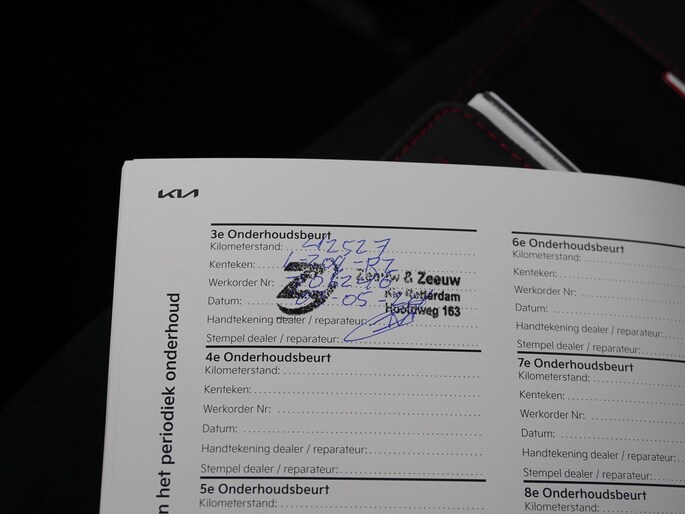 KIA
n het periodiek onderhoud
3e Onderhoudsbeurt
Kilometerstand: 42527
Kenteken:
Werkorder Nr:
Datum: 05
Handtekening dealer / reparateur:
Stempel dealer / reparateur:
Zeeuw & Zeeuw
Kia Rotterdam
Hoofdweg 163
4e Onderhoudsbeurt
Kilometerstand:
Kenteken:
Werkorder Nr:
Datum:
Handtekening dealer / reparateur:
Stempel dealer / reparateur:
5e Onderhoudsbeurt
Kilometerstand:
6e Onderhoudsbeurt
Kilometerstand:
Kenteken:
Werkorder Nr:
Datum:
Handtekening dealer / reparateur:
Stempel dealer / reparateur:
7e Onderhoudsbeurt
Kilometerstand:
Kenteken:
Werkorder Nr:
Datum:
Handtekening dealer / reparateur:
Stempel dealer / reparateur:
8e Onderhoudsbeurt
Kilometerstand: